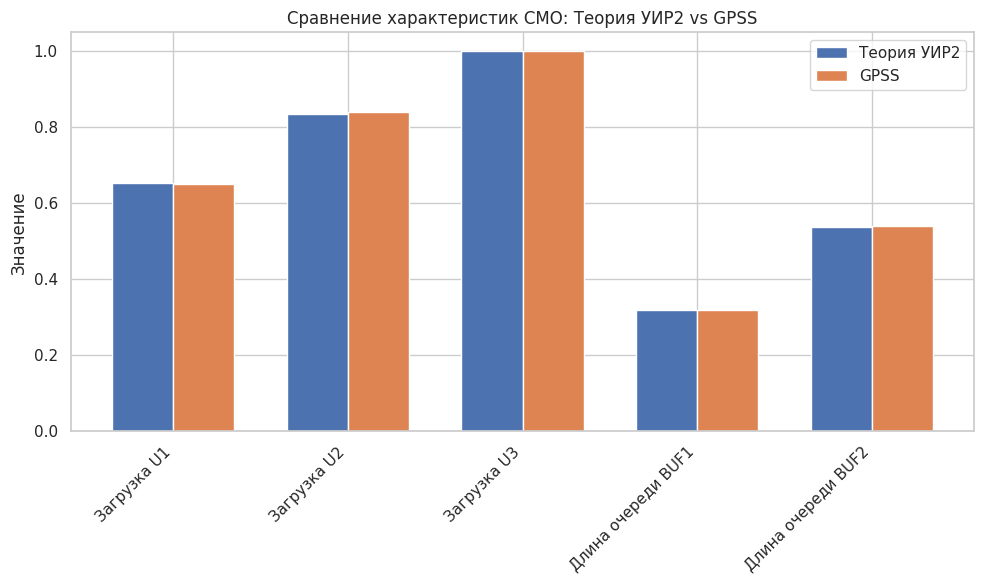 Сравнение характеристик СМО: Теория УИР2 vs GPSS
Теория УИР2
GPSS
Значение
1.0
0.8
0.6
0.4
0.2
0.0
Загрузка U1
Загрузка U2
Загрузка U3
Длина очереди BUF1
Длина очереди BUF2